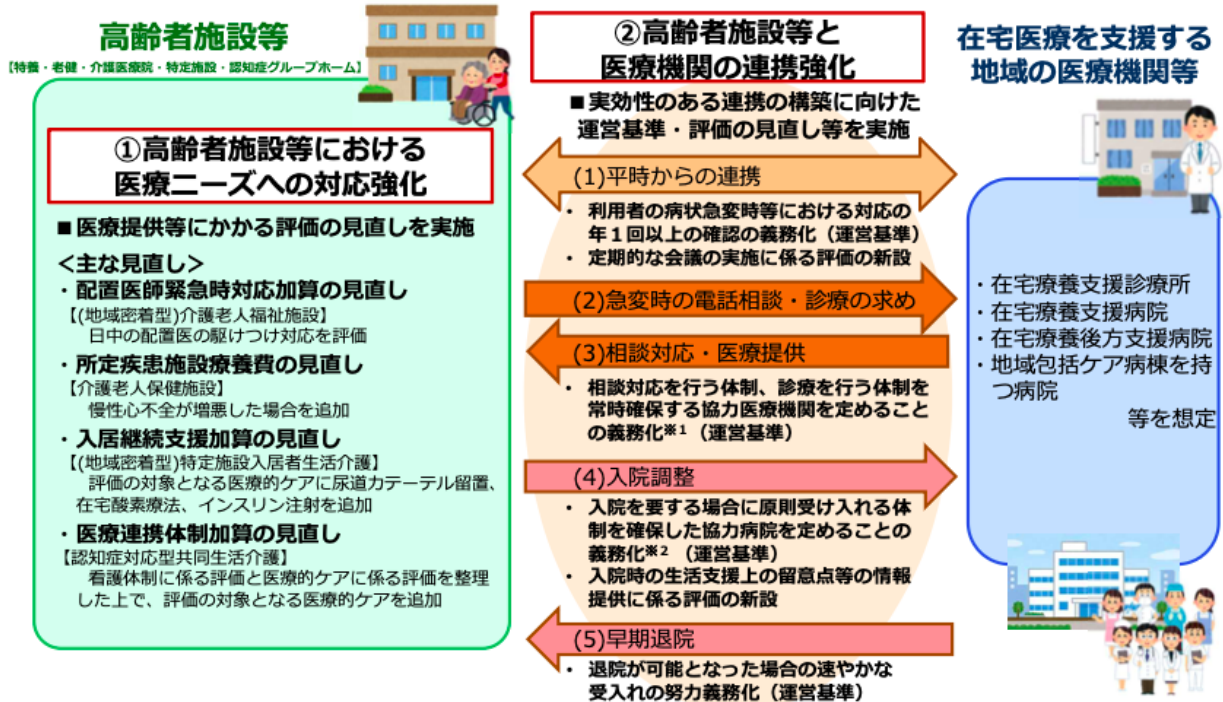 高齢者施設等
【特養・老健・介護医療院・特定施設・認知症グループホーム】
①高齢者施設等における
医療ニーズへの対応強化
■医療提供等にかかる評価の見直しを実施
＜主な見直し＞
・配置医師緊急時対応加算の見直し
【(地域密着型)介護老人福祉施設】
日中の配置医の駆けつけ対応を評価
・所定疾患施設療養費の見直し
【介護老人保健施設】
慢性心不全が増悪した場合を追加
・入居継続支援加算の見直し
【(地域密着型)特定施設入居者生活介護】
評価の対象となる医療的ケアに尿道カテーテル留置、
在宅酸素療法、インスリン注射を追加
・医療連携体制加算の見直し
【認知症対応型共同生活介護】
看護体制に係る評価と医療的ケアに係る評価を整理
した上で、評価の対象となる医療的ケアを追加
②高齢者施設等と
医療機関の連携強化
■実効性のある連携の構築に向けた
運営基準・評価の見直し等を実施
(1)平時からの連携
・ 利用者の病状急変時等における対応の
年１回以上の確認の義務化（運営基準）
・ 定期的な会議の実施に係る評価の新設
(2)急変時の電話相談・診療の求め
(3)相談対応・医療提供
・ 相談対応を行う体制、診療を行う体制を
常時確保する協力医療機関を定めること
の義務化※1（運営基準）
(4)入院調整
・ 入院を要する場合に原則受け入れる体
制を確保した協力病院を定めることの
義務化※2（運営基準）
・ 入院時の生活支援上の留意点等の情報
提供に係る評価の新設
(5)早期退院
・ 退院が可能となった場合の速やかな
受入れの努力義務化（運営基準）
在宅医療を支援する
地域の医療機関等
・在宅療養支援診療所
・在宅療養支援病院
・在宅療養後方支援病院
・地域包括ケア病棟を持
つ病院
等を想定